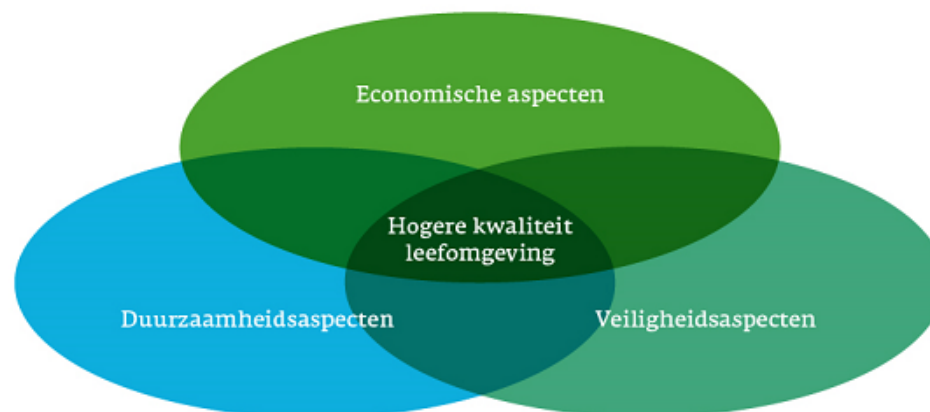 Economische aspecten
Hogere kwaliteit
leefomgeving
Duurzaamheidsaspecten
Veiligheidsaspecten